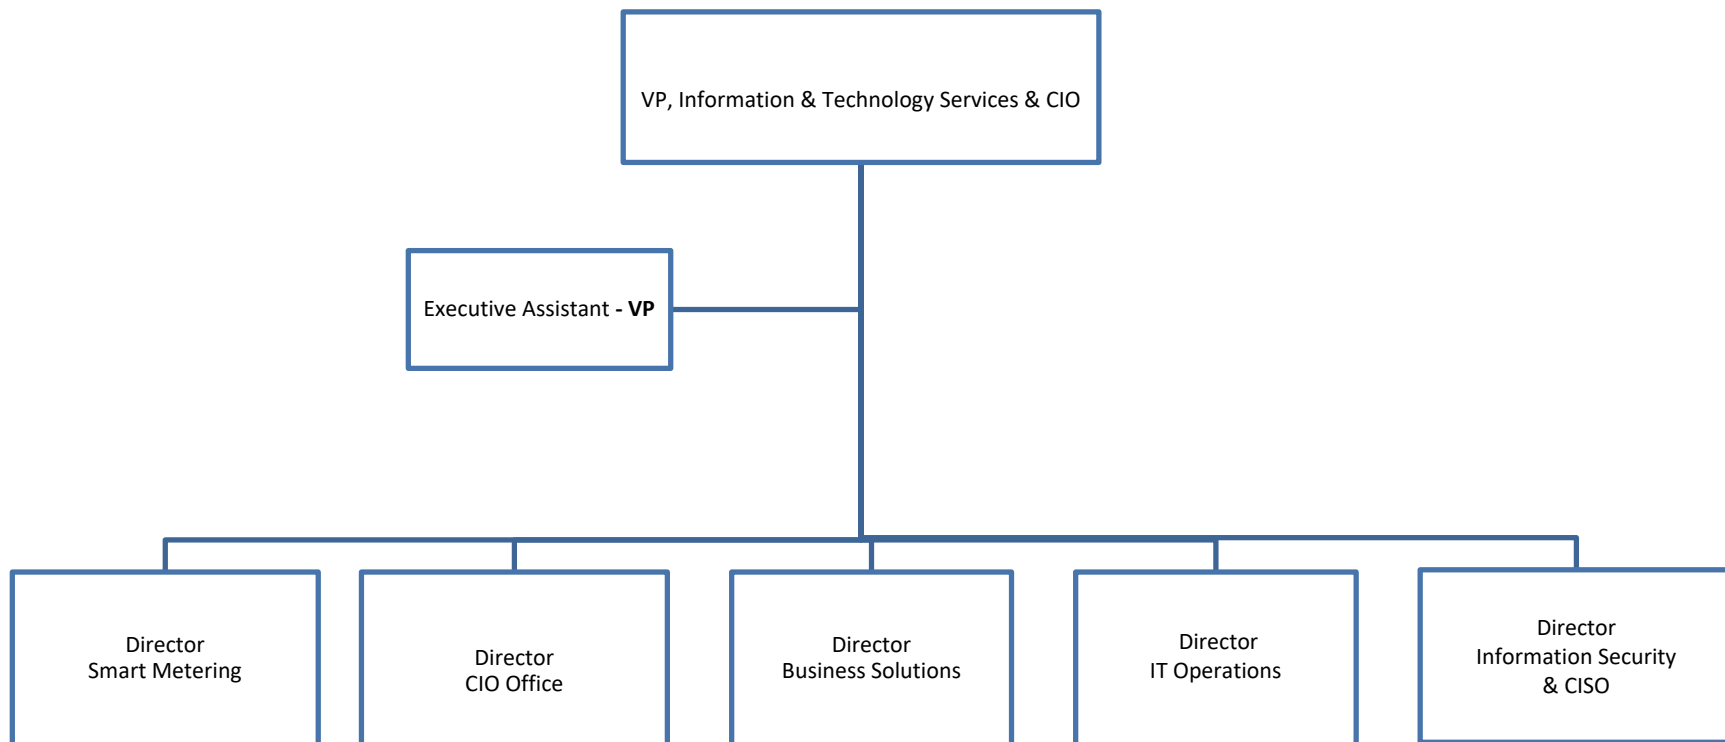 VP, Information & Technology Services & CIO
Executive Assistant - VP
Director
Smart Metering
Director
CIO Office
Director
Business Solutions
Director
IT Operations
Director
Information Security
& CISO